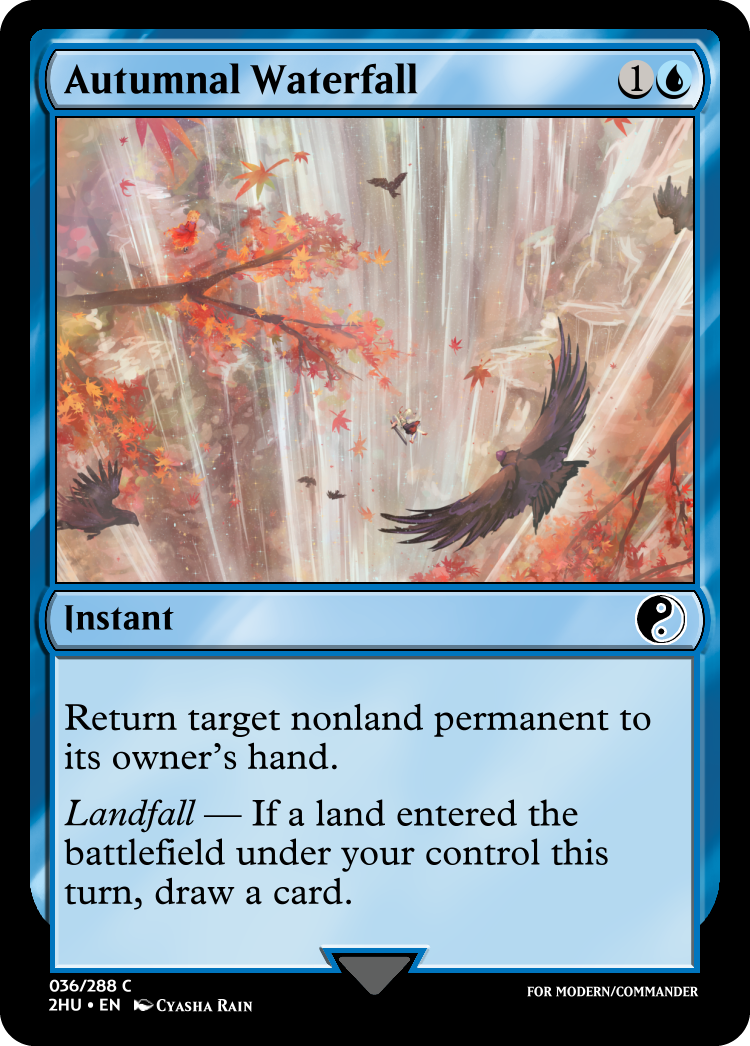 Autumnal Waterfall 1
Instant
Return target nonland permanent to
its owner’s hand.
Landfall — If a land entered the
battlefield under your control this
turn, draw a card.
036/288 C
2HU • EN Cyasha Rain
FOR MODERN/COMMANDER